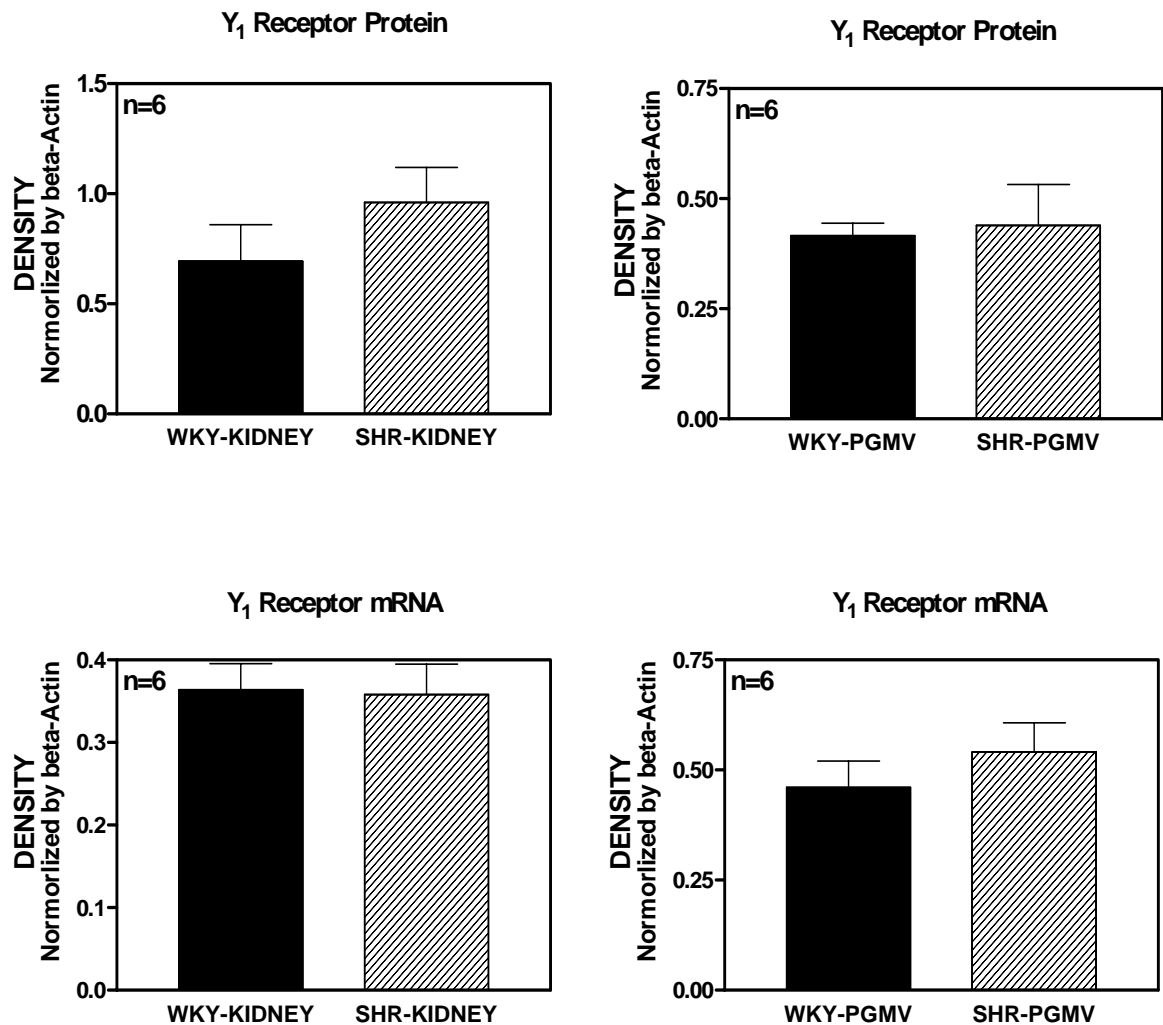 Y₁ Receptor Protein
1.5
1.0
0.5
0.0
n=6
DENSITY
Normorlized by beta-Actin
WKY-KIDNEY SHR-KIDNEY
Y₁ Receptor Protein
0.75
0.50
0.25
0.00
n=6
DENSITY
Normorlized by beta-Actin
WKY-PGMV SHR-PGMV
Y₁ Receptor mRNA
0.4
0.3
0.2
0.1
0.0
n=6
DENSITY
Normorlized by beta-Actin
WKY-KIDNEY SHR-KIDNEY
Y₁ Receptor mRNA
0.75
0.50
0.25
0.00
n=6
DENSITY
Normorlized by beta-Actin
WKY-PGMV SHR-PGMV